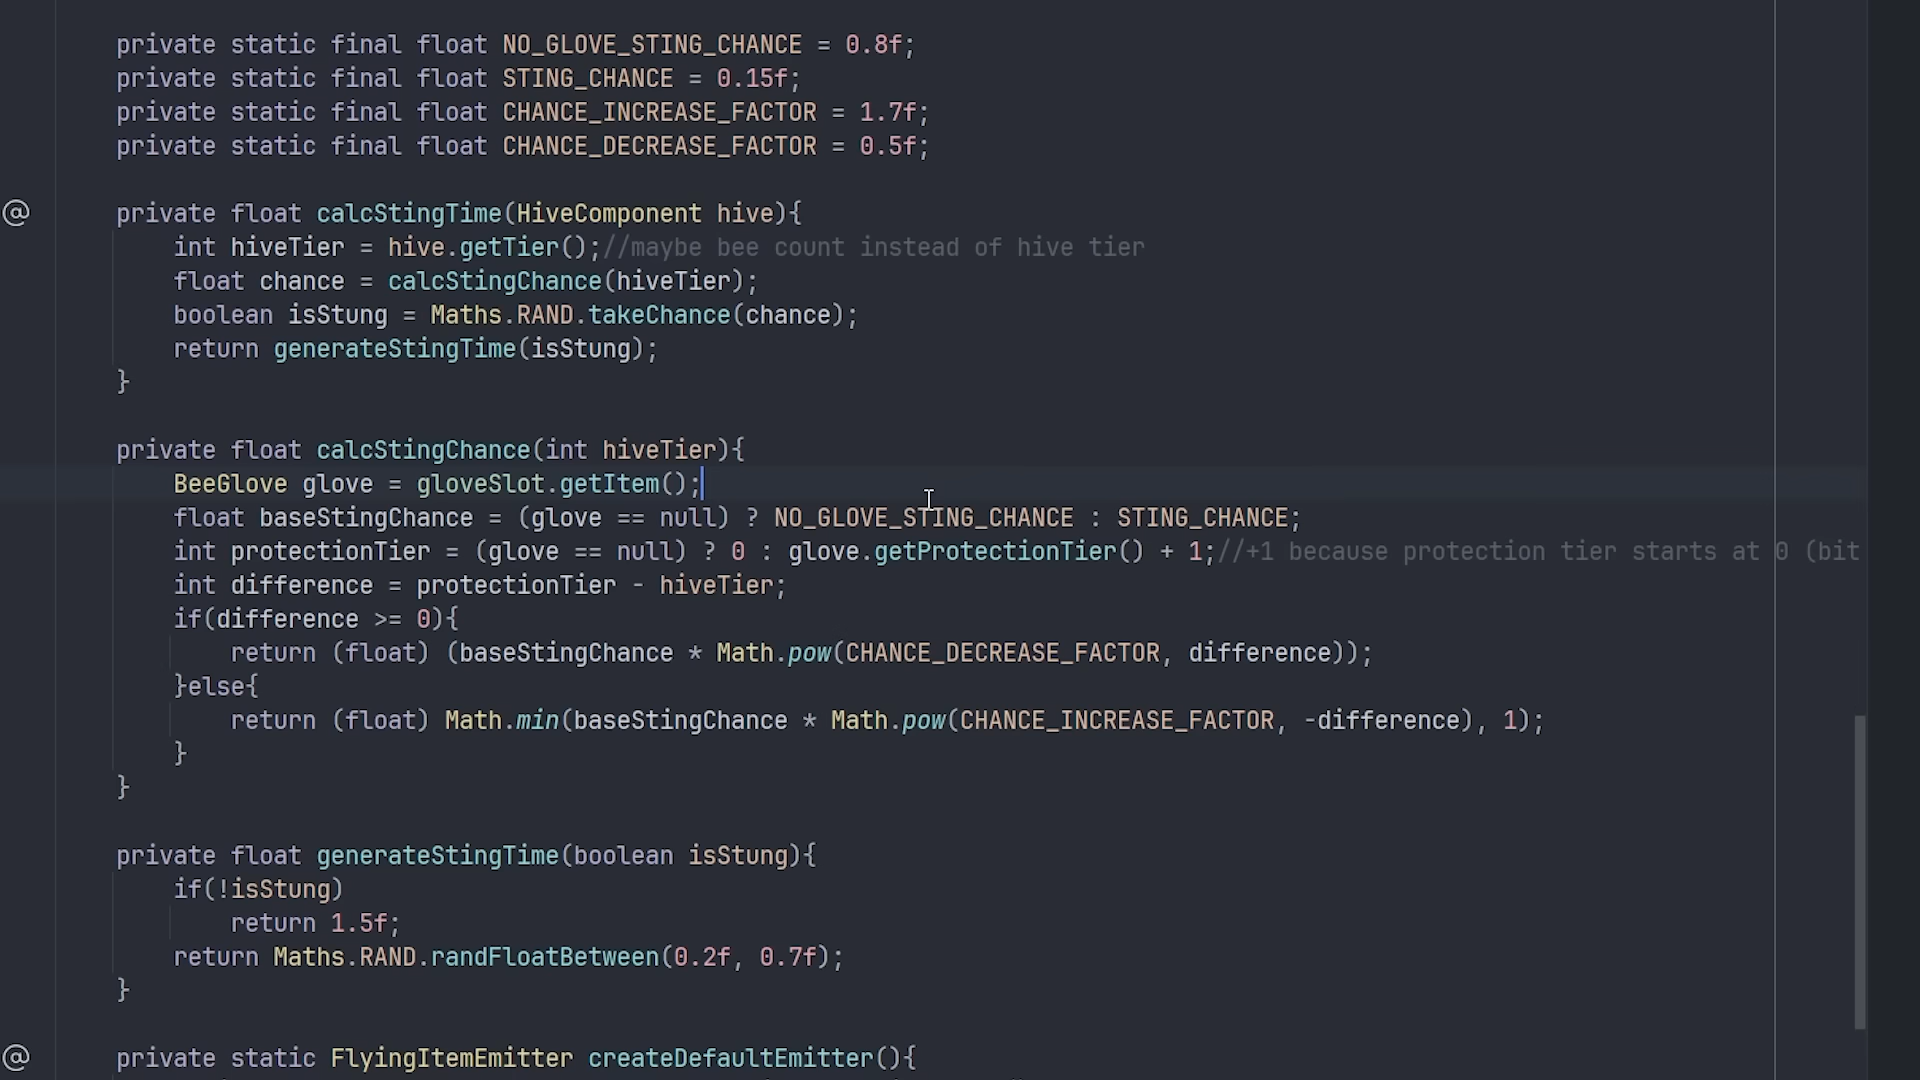 private static final float NO_GLOVE_STING_CHANCE = 0.8f;
private static final float STING_CHANCE = 0.15f;
private static final float CHANCE_INCREASE_FACTOR = 1.7f;
private static final float CHANCE_DECREASE_FACTOR = 0.5f;
@ private float calcStingTime(HiveComponent hive){
int hiveTier = hive.getTier();//maybe bee count instead of hive tier
float chance = calcStingChance(hiveTier);
boolean isStung = Maths.RAND.takeChance(chance);
return generateStingTime(isStung);
}
private float calcStingChance(int hiveTier){
BeeGlove glove = gloveSlot.getItem();
float baseStingChance = (glove == null) ? NO_GLOVE_STING_CHANCE : STING_CHANCE;
int protectionTier = (glove == null) ? 0 : glove.getProtectionTier() + 1;//+1 because protection tier starts at 0 (bit
int difference = protectionTier - hiveTier;
if(difference >= 0){
return (float) (baseStingChance * Math.pow(CHANCE_DECREASE_FACTOR, difference));
}else{
return (float) Math.min(baseStingChance * Math.pow(CHANCE_INCREASE_FACTOR, -difference), 1);
}
}
private float generateStingTime(boolean isStung){
if(!isStung)
return 1.5f;
return Maths.RAND.randFloatBetween(0.2f, 0.7f);
}
@ private static FlyingItemEmitter createDefaultEmitter(){